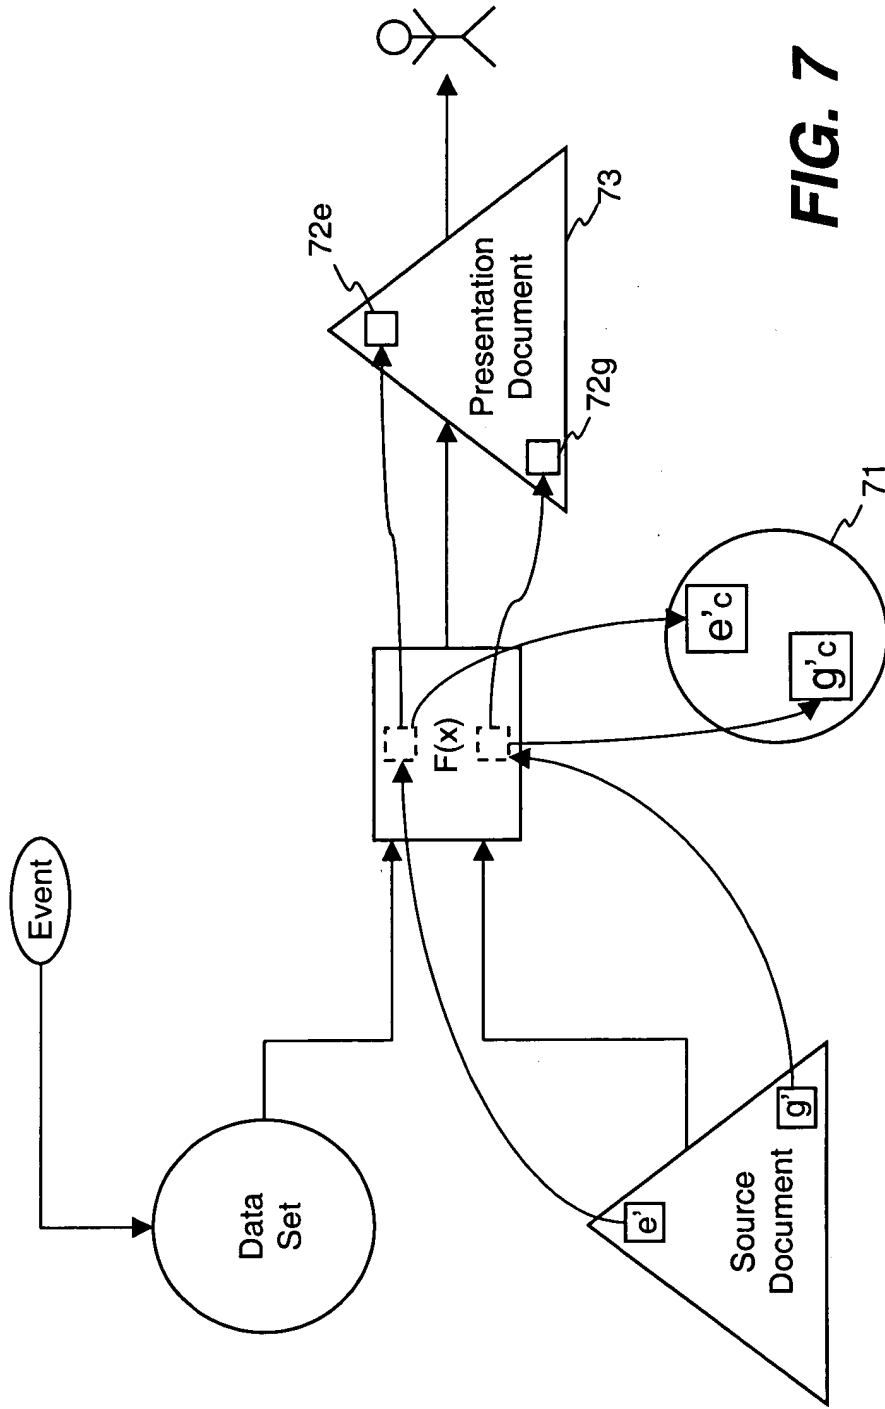 Event
Data
Set
e'
g'
Source
Document
F(x)
e'c
g'c
71
72e
72g
Presentation
Document
73
FIG. 7